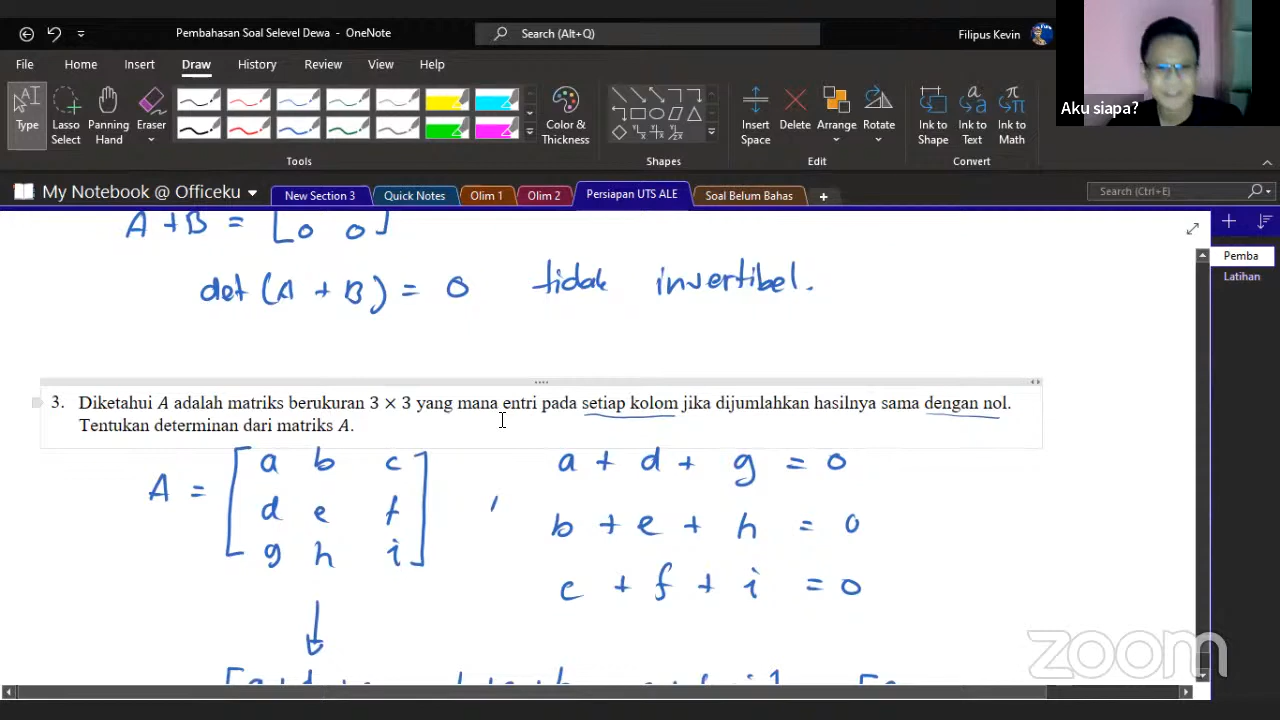 Pembahasan Soal Selevel Dewa - OneNote
Search (Alt+Q)
Filipus Kevin
Aku siapa?
File Home Insert Draw History Review View Help
Type
Lasso Select
Panning Hand
Eraser
Tools
Color & Thickness
Shapes
Insert Space
Delete
Arrange
Rotate
Edit
Ink to Shape
Ink to Text
Ink to Math
Convert
My Notebook @ Officeku
New Section 3
Quick Notes
Olim 1
Olim 2
Persiapan UTS ALE
Soal Belum Bahas
Search (Ctrl+E)
Pemba
Latihan
A + B = [0 0]
det (A + B) = 0 tidak invertibel.
3. Diketahui A adalah matriks berukuran 3 × 3 yang mana entri pada setiap kolom jika dijumlahkan hasilnya sama dengan nol.
Tentukan determinan dari matriks A.
A = [a b c
d e f
g h i] ,
a + d + g = 0
b + e + h = 0
c + f + i = 0
zoom